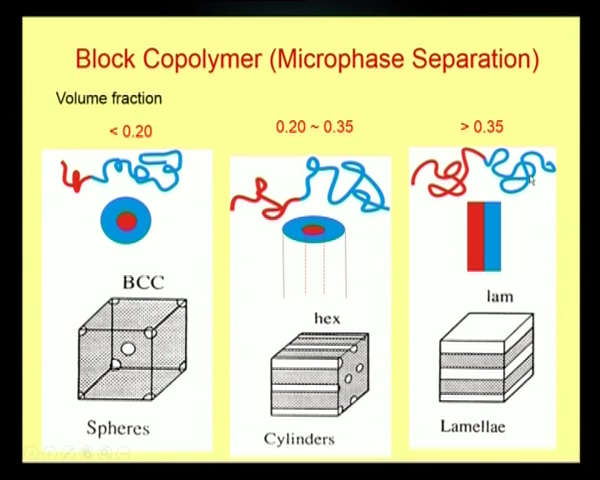 Block Copolymer (Microphase Separation)
Volume fraction
< 0.20
0.20 ~ 0.35
> 0.35
BCC
hex
lam
Spheres
Cylinders
Lamellae